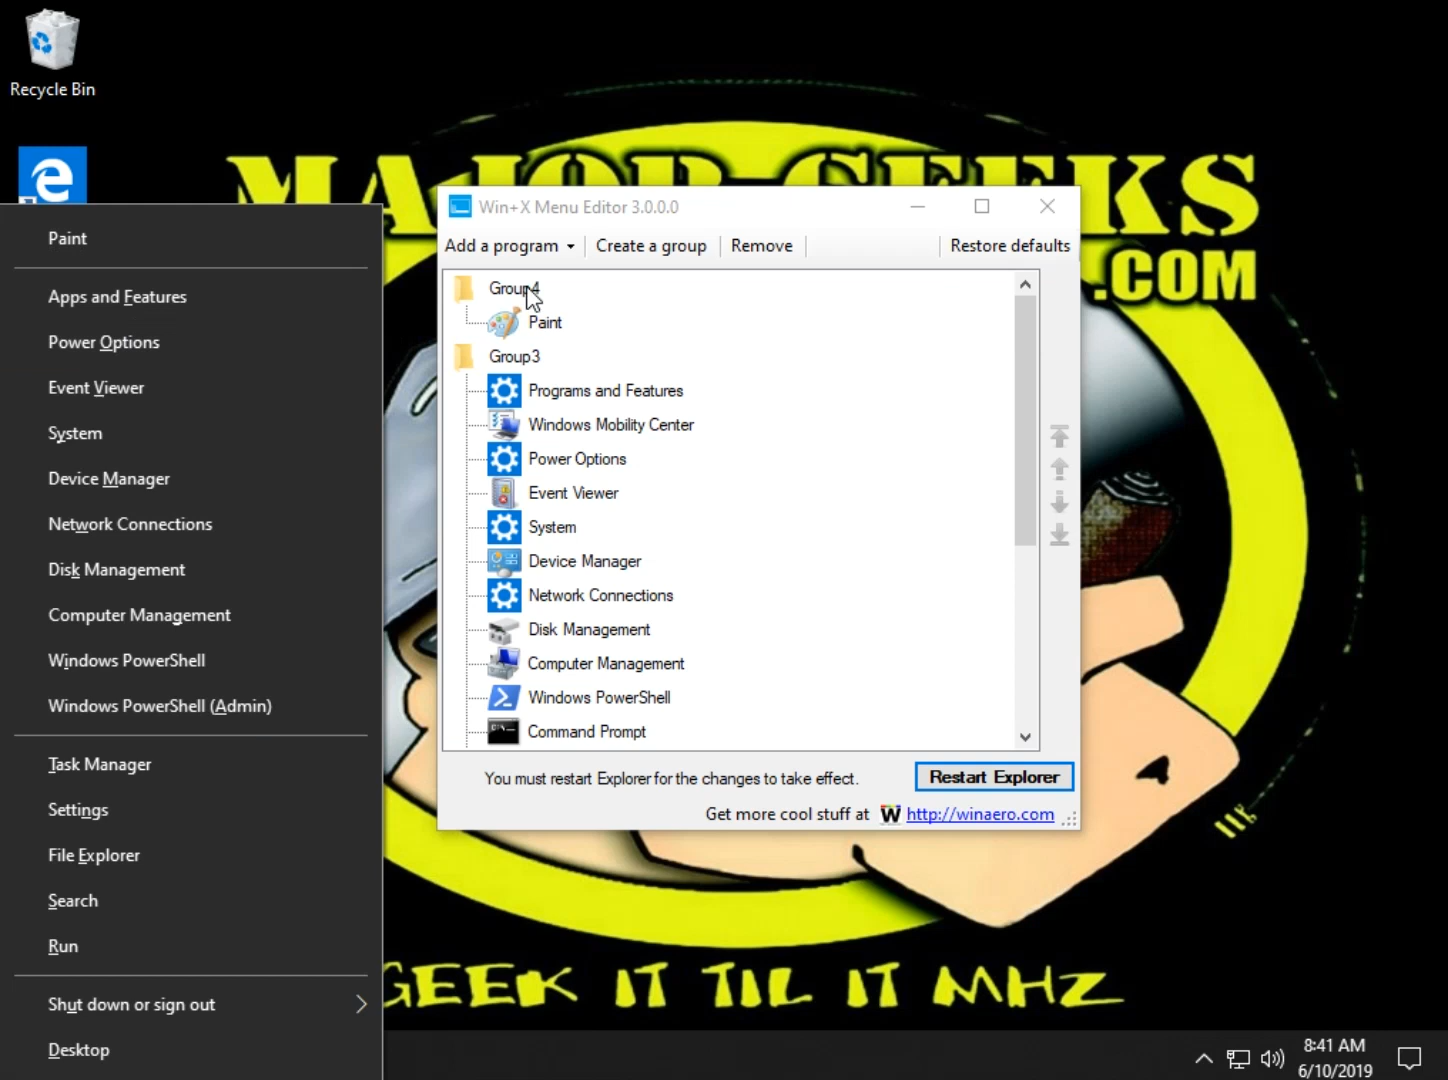 Recycle Bin
MAJOR GEEKS
.COM
GEEK IT TIL IT MHZ
Paint
Apps and Features
Power Options
Event Viewer
System
Device Manager
Network Connections
Disk Management
Computer Management
Windows PowerShell
Windows PowerShell (Admin)
Task Manager
Settings
File Explorer
Search
Run
Shut down or sign out
Desktop
Win+X Menu Editor 3.0.0.0
Add a program Create a group Remove Restore defaults
Group4
Paint
Group3
Programs and Features
Windows Mobility Center
Power Options
Event Viewer
System
Device Manager
Network Connections
Disk Management
Computer Management
Windows PowerShell
Command Prompt
You must restart Explorer for the changes to take effect. Restart Explorer
Get more cool stuff at W http://winaero.com
8:41 AM
6/10/2019